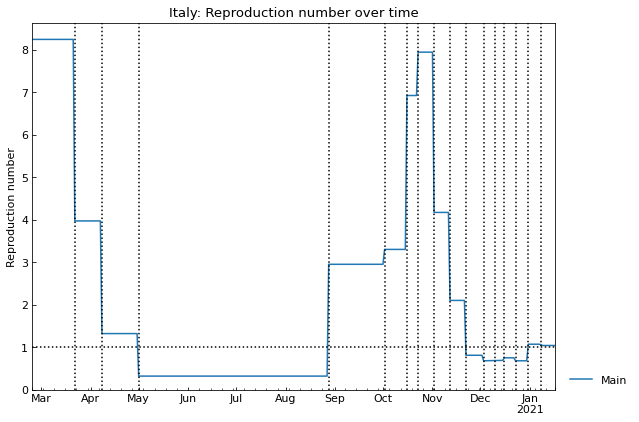 Italy: Reproduction number over time
Reproduction number
8
7
6
5
4
3
2
1
0
Mar Apr May Jun Jul Aug Sep Oct Nov Dec Jan
2021
Main